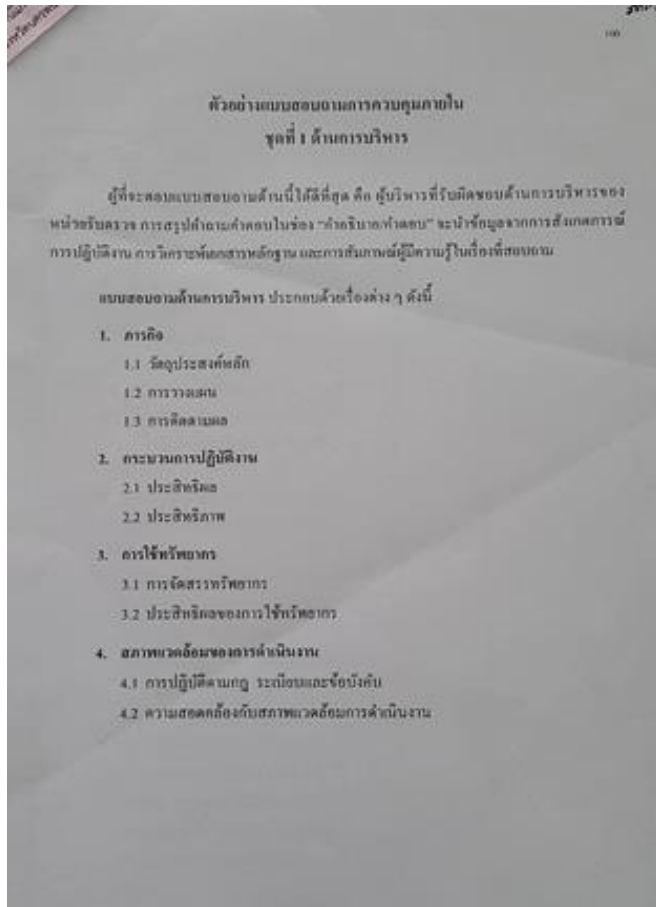 100
ตัวอย่างแบบสอบถามการควบคุมภายใน
ชุดที่ 1 ด้านการบริหาร
ผู้ที่จะตอบแบบสอบถามด้านนี้ได้ดีที่สุด คือ ผู้บริหารที่รับผิดชอบด้านการบริหารของ
หน่วยรับตรวจ การสรุปคำถามคำตอบในช่อง “คำอธิบาย/คำตอบ” จะนำข้อมูลจากการสังเกตการณ์
การปฏิบัติงาน การวิเคราะห์เอกสารหลักฐาน และการสัมภาษณ์ผู้มีความรู้ในเรื่องที่สอบถาม
แบบสอบถามด้านการบริหาร ประกอบด้วยเรื่องต่าง ๆ ดังนี้
1. ภารกิจ
1.1 วัตถุประสงค์หลัก
1.2 การวางแผน
1.3 การติดตามผล
2. กระบวนการปฏิบัติงาน
2.1 ประสิทธิผล
2.2 ประสิทธิภาพ
3. การใช้ทรัพยากร
3.1 การจัดสรรทรัพยากร
3.2 ประสิทธิผลของการใช้ทรัพยากร
4. สภาพแวดล้อมของการดำเนินงาน
4.1 การปฏิบัติตามกฎ ระเบียบและข้อบังคับ
4.2 ความสอดคล้องกับสภาพแวดล้อมการดำเนินงาน